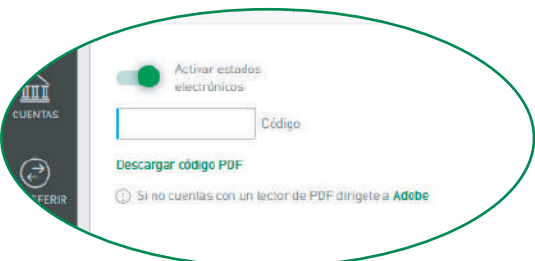 Activar estados
electrónicos
CUENTAS
Código
Descargar código PDF
Si no cuentas con un lector de PDF dirígete a Adobe